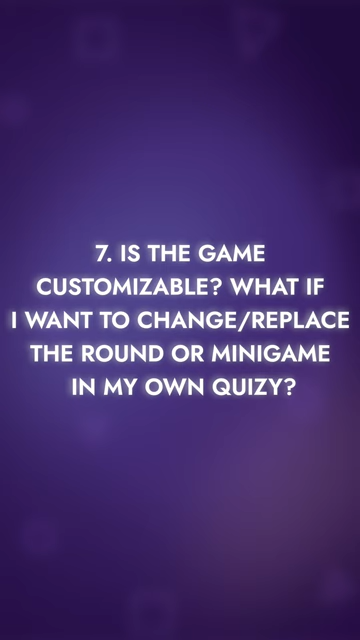 7. IS THE GAME
CUSTOMIZABLE? WHAT IF
I WANT TO CHANGE/REPLACE
THE ROUND OR MINIGAME
IN MY OWN QUIZY?